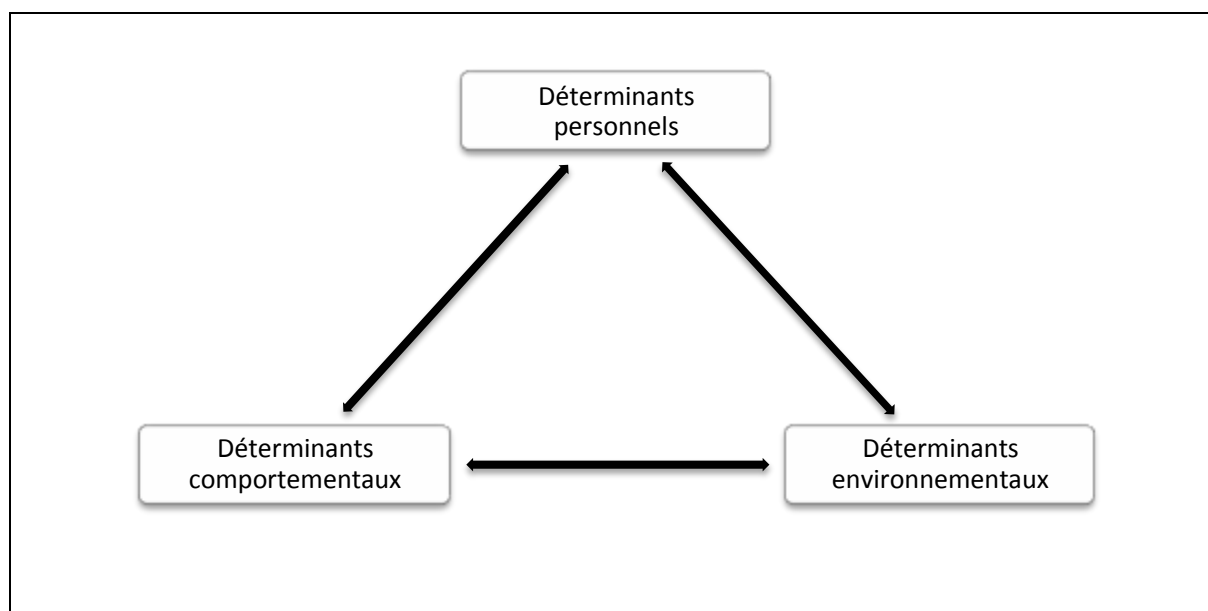 Déterminants
personnels
Déterminants
comportementaux
Déterminants
environnementaux